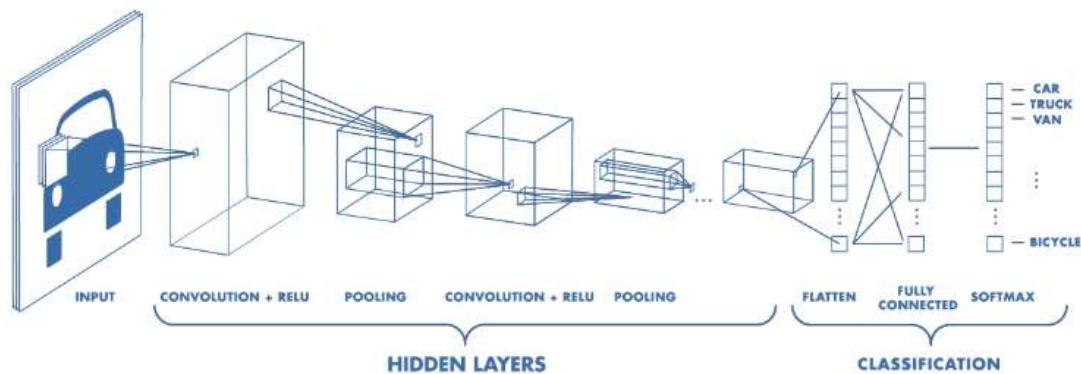 CAR
TRUCK
VAN
BICYCLE
INPUT
CONVOLUTION + RELU
POOLING
CONVOLUTION + RELU
POOLING
FLATTEN
FULLY
CONNECTED
SOFTMAX
HIDDEN LAYERS
CLASSIFICATION